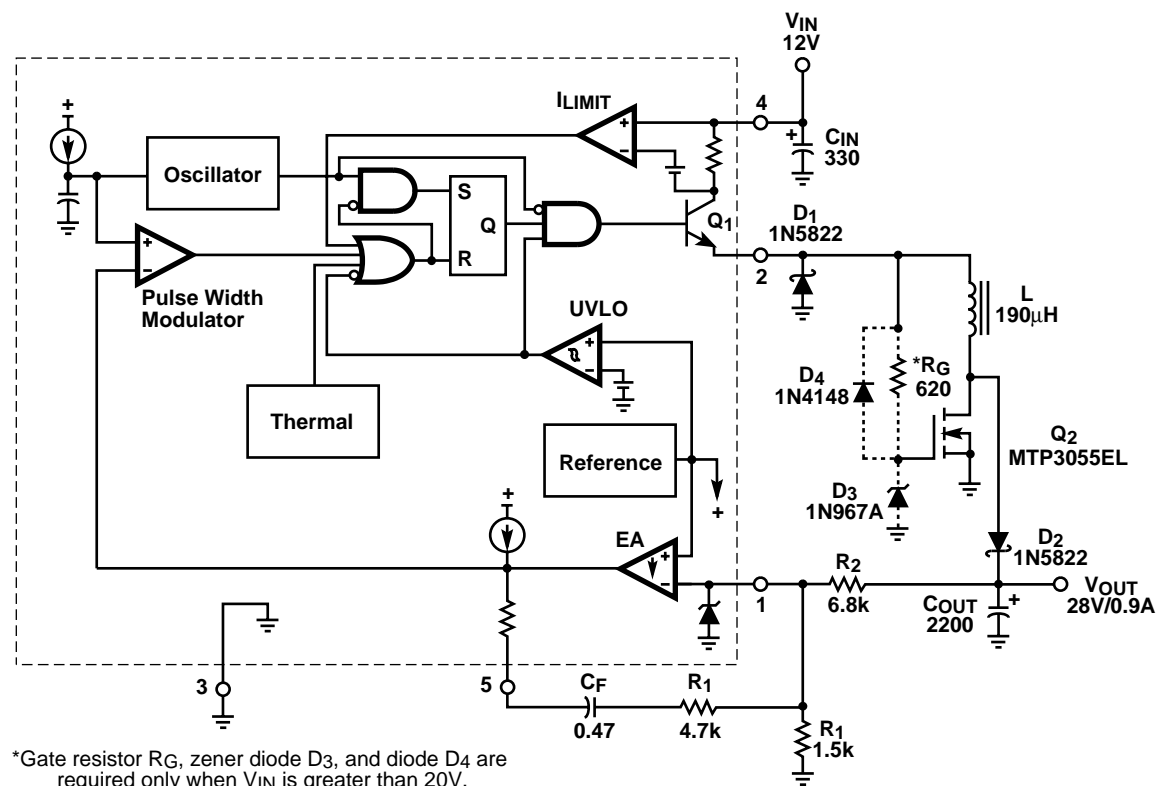 VIN
12V
ILIMIT
4
+
CIN
330
+
Oscillator
+
−
S
Q
R
Q1
D1
1N5822
2
+
−
Pulse Width
Modulator
UVLO
+
−
L
190µH
*RG
620
D4
1N4148
Q2
MTP3055EL
Thermal
Reference
+
D3
1N967A
+
EA
+
−
1
R2
6.8k
D2
1N5822
VOUT
28V/0.9A
COUT
2200
+
3
5
CF
0.47
R1
4.7k
R1
1.5k
*Gate resistor RG, zener diode D3, and diode D4 are
required only when VIN is greater than 20V.